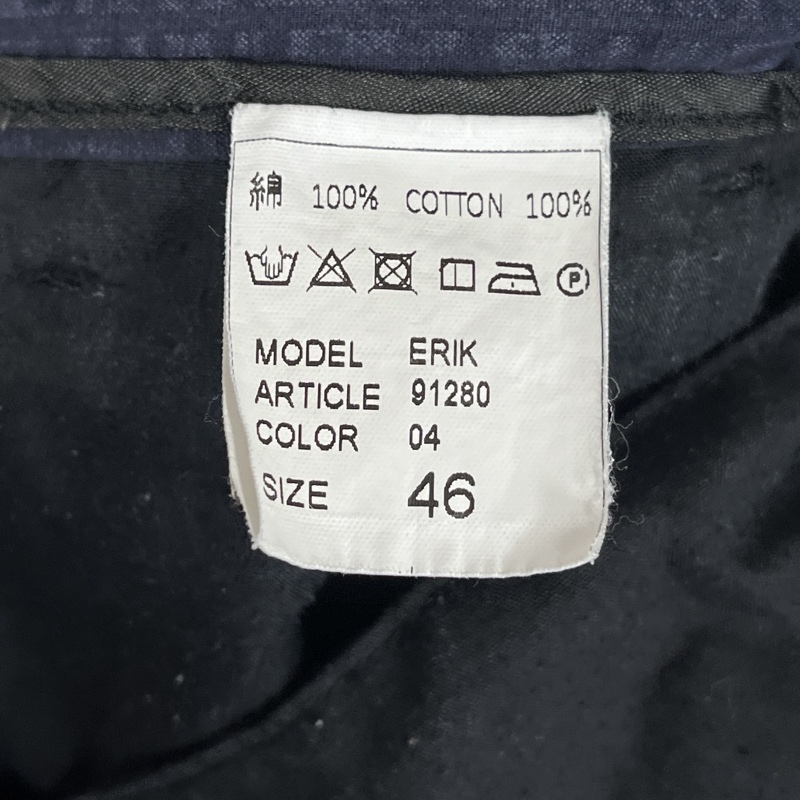 綿 100% COTTON 100%
P
MODEL ERIK
ARTICLE 91280
COLOR 04
SIZE 46